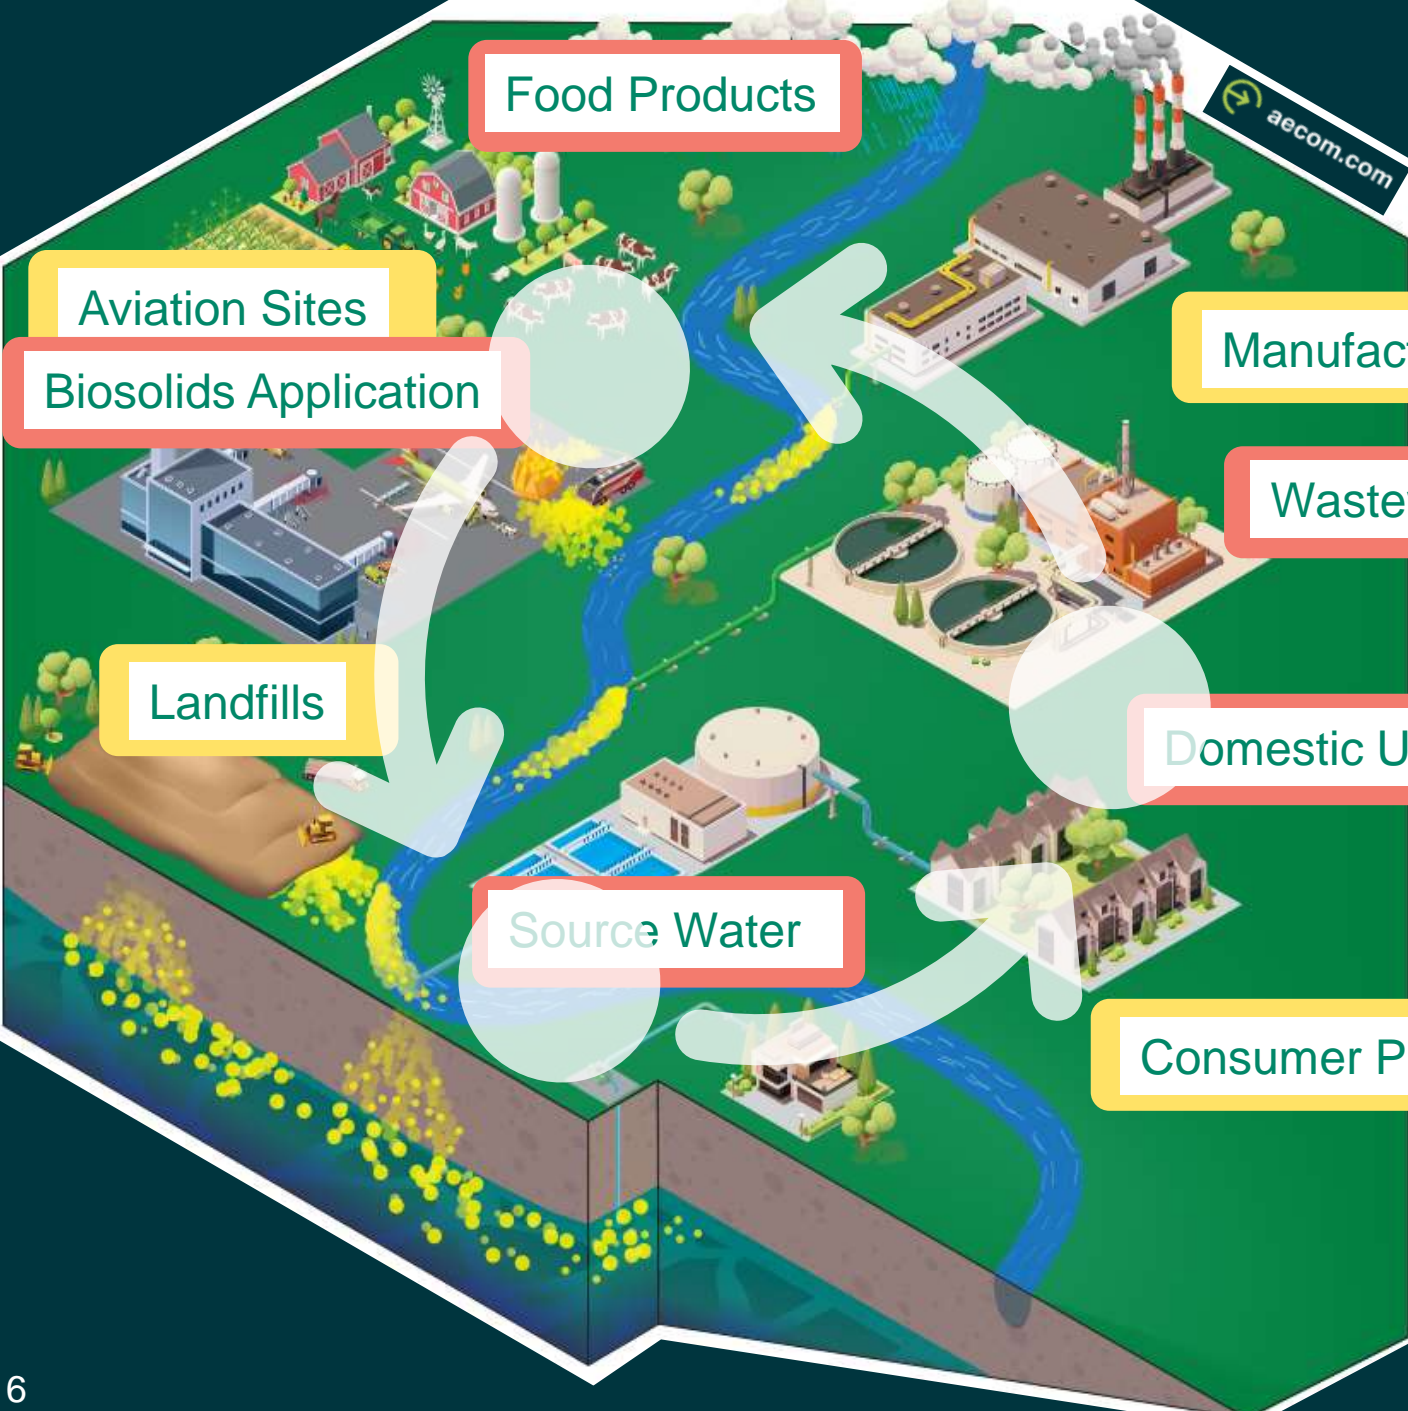 Food Products
aecom.com
Aviation Sites
Manufac
Biosolids Application
Waste
Landfills
Domestic U
Source Water
Consumer P
6